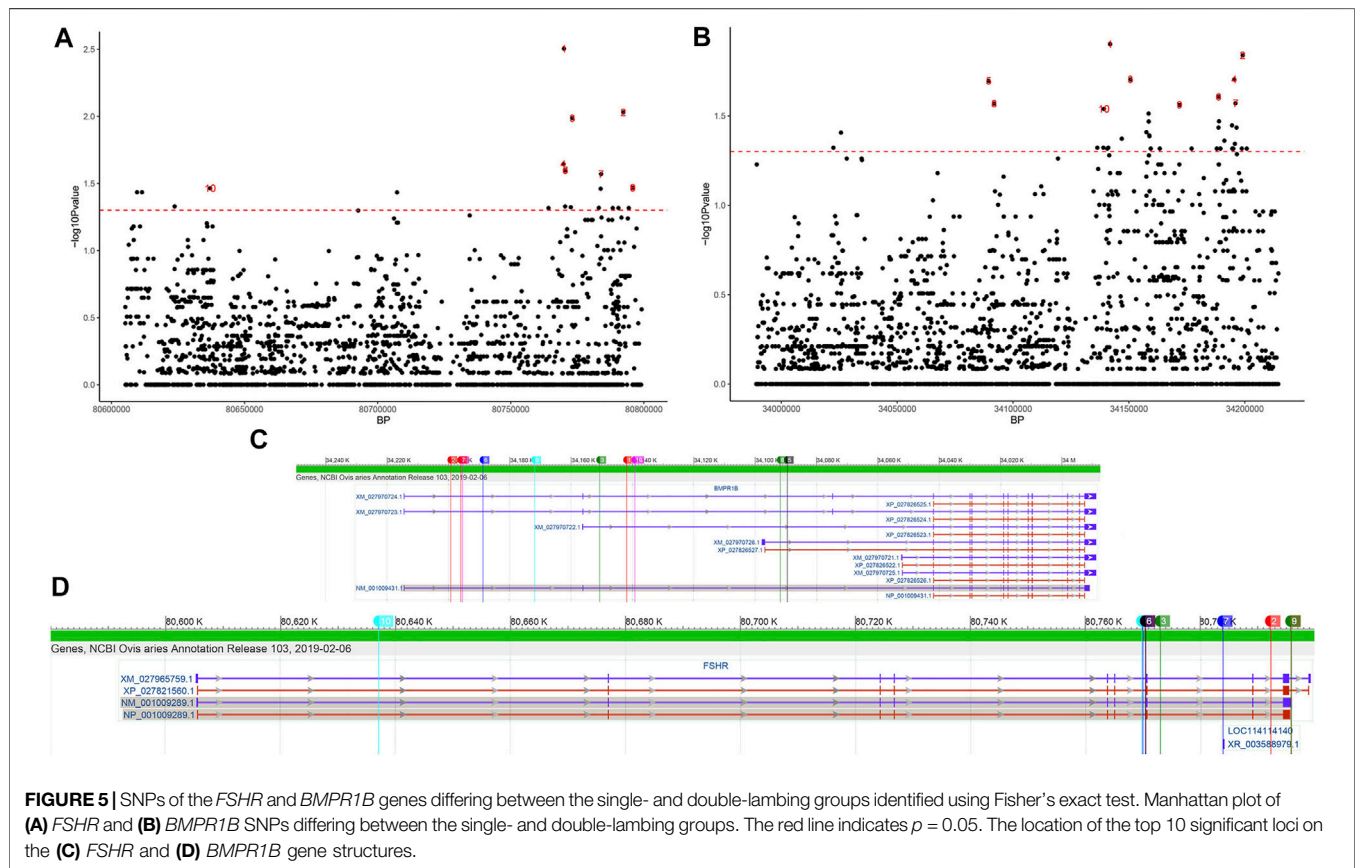 A
B
2.5
2.0
1.5
1.0
0.5
0.0
−log10Pvalue
10
80600000
80650000
80700000
80750000
80800000
BP
1.5
1.0
0.5
0.0
−log10Pvalue
10
34000000
34050000
34100000
34150000
34200000
BP
C
34,240 K
34,220 K
34,180 K
34,160 K
34,120 K
34,100
34,080 K
34,060 K
34,040 K
34,020 K
34 M
Genes, NCBI Ovis aries Annotation Release 103, 2019-02-06
BMPR1B
XM_027970724.1
XP_027826525.1
XM_027970723.1
XP_027826524.1
XM_027970722.1
XP_027826523.1
XM_027970726.1
XP_027826527.1
XM_027970721.1
XP_027826522.1
XM_027970725.1
XP_027826526.1
NM_001009431.1
NP_001009431.1
D
80,600 K
80,620 K
10
80,640 K
80,660 K
80,680 K
80,700 K
80,720 K
80,740 K
80,760 K
6
3
7
2
9
Genes, NCBI Ovis aries Annotation Release 103, 2019-02-06
FSHR
XM_027965759.1
XP_027821560.1
NM_001009289.1
NP_001009289.1
LOC114114140
XR_003588979.1
FIGURE 5 | SNPs of the FSHR and BMPR1B genes differing between the single- and double-lambing groups identified using Fisher's exact test. Manhattan plot of
(A) FSHR and (B) BMPR1B SNPs differing between the single- and double-lambing groups. The red line indicates p = 0.05. The location of the top 10 significant loci on
the (C) FSHR and (D) BMPR1B gene structures.